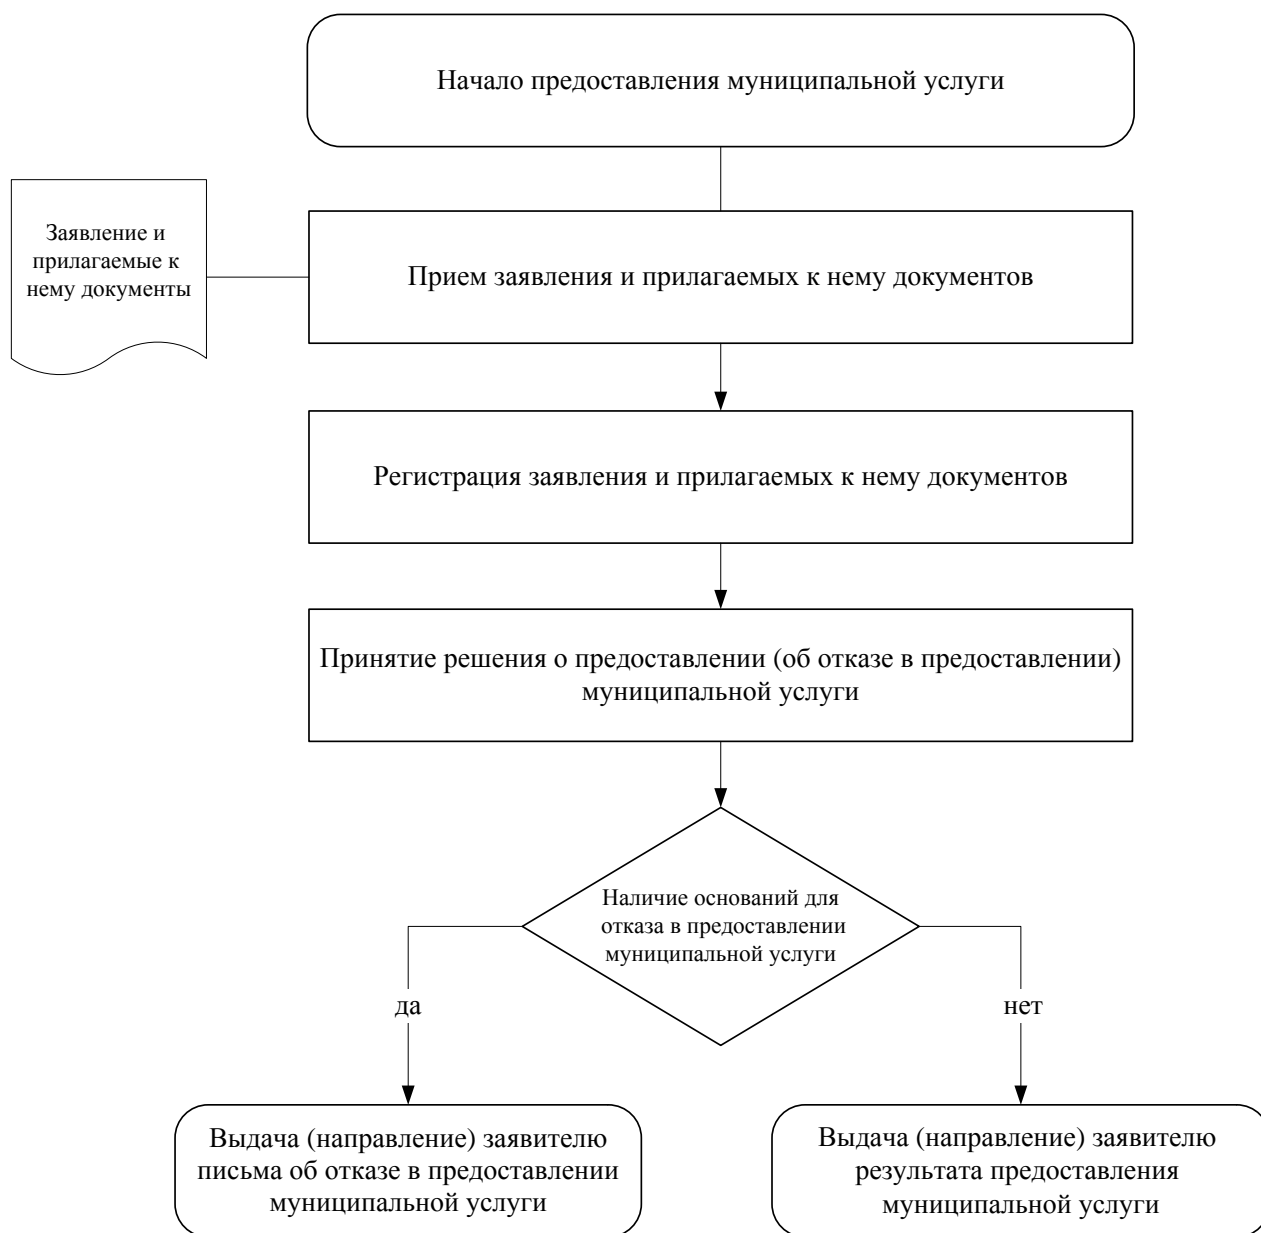 Начало предоставления муниципальной услуги
Заявление и
прилагаемые к
нему документы
Прием заявления и прилагаемых к нему документов
Регистрация заявления и прилагаемых к нему документов
Принятие решения о предоставлении (об отказе в предоставлении)
муниципальной услуги
Наличие оснований для
отказа в предоставлении
муниципальной услуги
да
нет
Выдача (направление) заявителю
письма об отказе в предоставлении
муниципальной услуги
Выдача (направление) заявителю
результата предоставления
муниципальной услуги